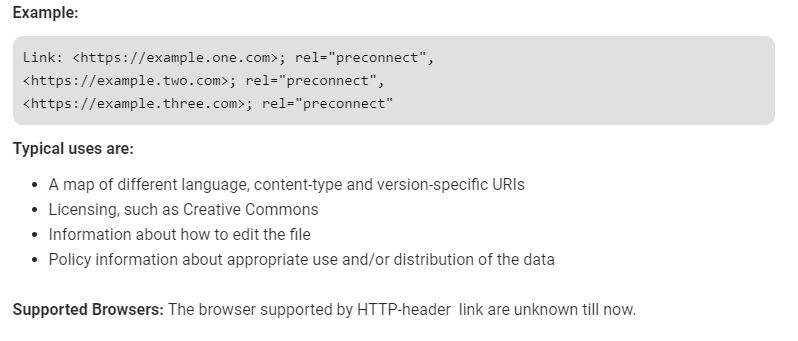 Example:
Link: <https://example.one.com>; rel="preconnect",
<https://example.two.com>; rel="preconnect",
<https://example.three.com>; rel="preconnect"
Typical uses are:
• A map of different language, content-type and version-specific URIs
• Licensing, such as Creative Commons
• Information about how to edit the file
• Policy information about appropriate use and/or distribution of the data
Supported Browsers: The browser supported by HTTP-header  link are unknown till now.